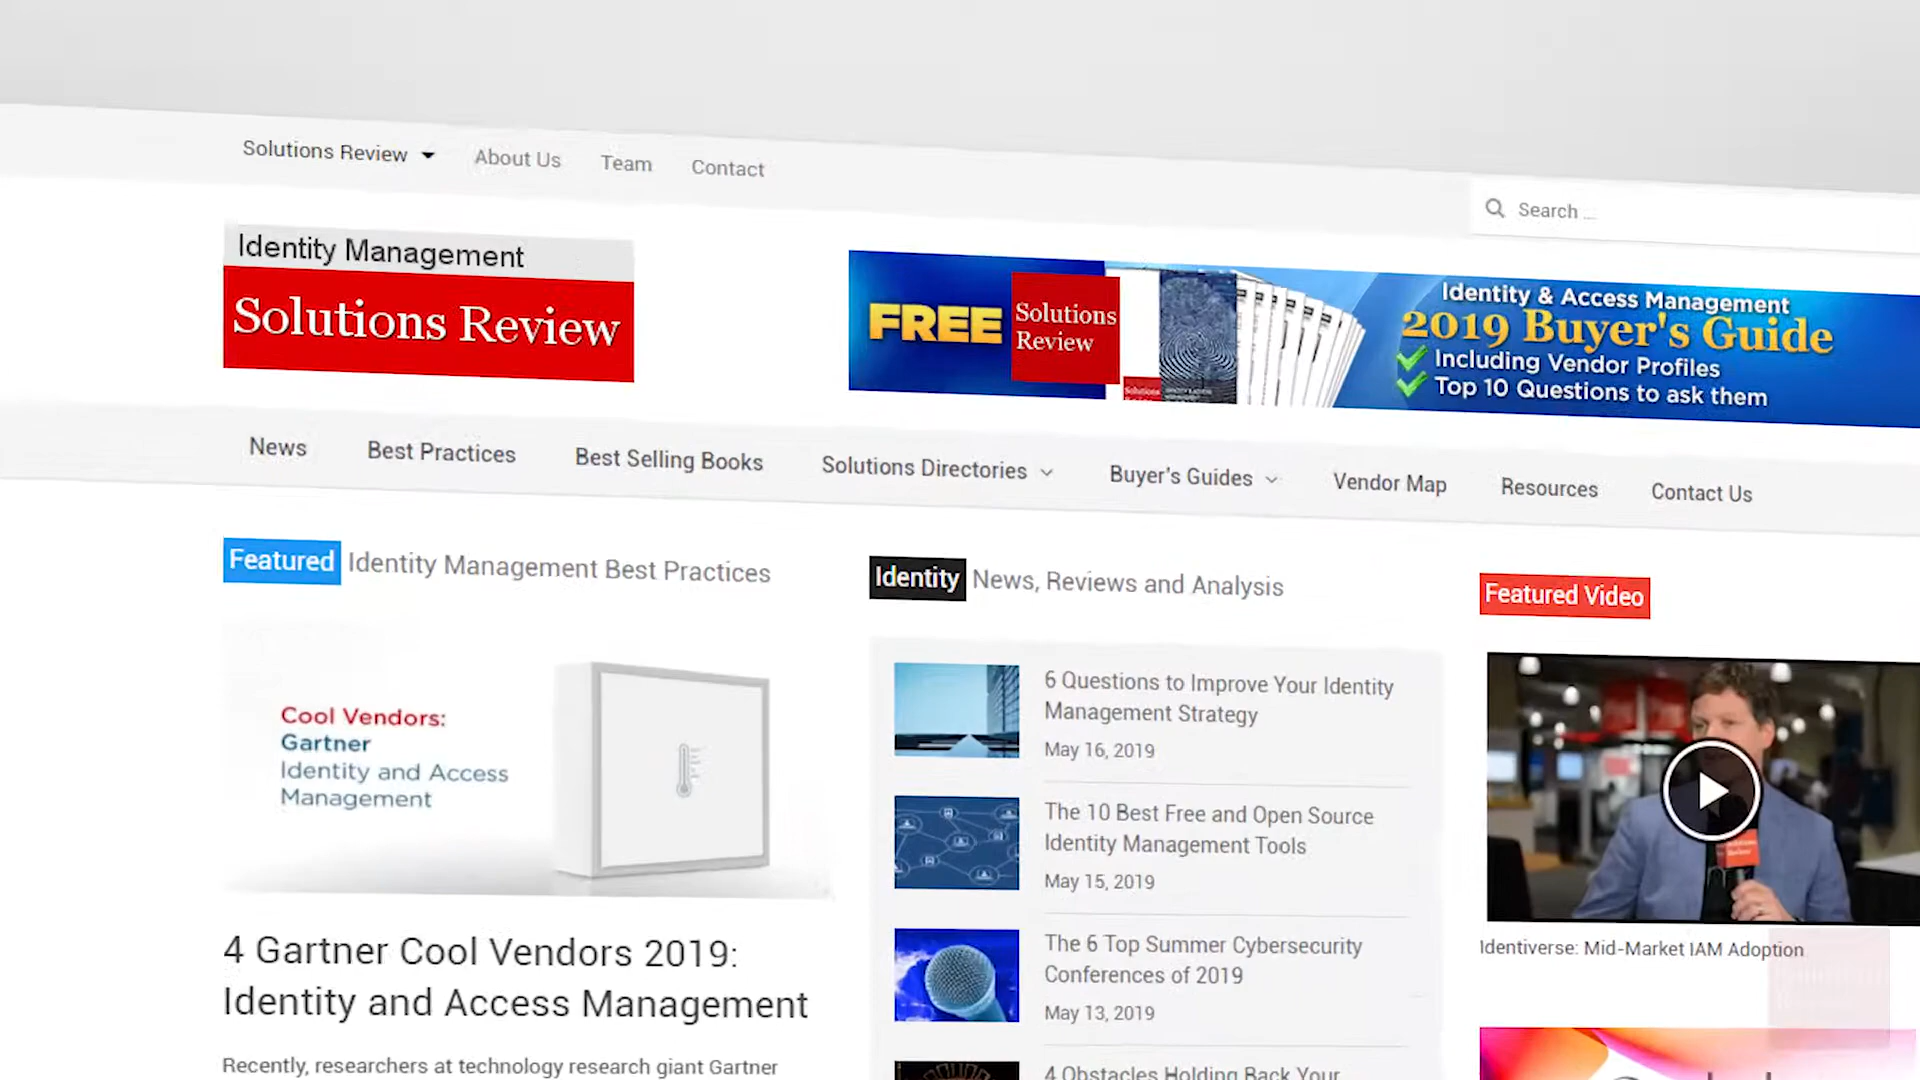 Solutions Review
About Us
Team
Contact
Search ...
Identity Management
Solutions Review
FREE
Solutions
Review
Identity & Access Management
2019 Buyer's Guide
Including Vendor Profiles
Top 10 Questions to ask them
News
Best Practices
Best Selling Books
Solutions Directories
Buyer's Guides
Vendor Map
Resources
Contact Us
Featured Identity Management Best Practices
Cool Vendors:
Gartner
Identity and Access
Management
4 Gartner Cool Vendors 2019:
Identity and Access Management
Recently, researchers at technology research giant Gartner
Identity News, Reviews and Analysis
6 Questions to Improve Your Identity
Management Strategy
May 16, 2019
The 10 Best Free and Open Source
Identity Management Tools
May 15, 2019
The 6 Top Summer Cybersecurity
Conferences of 2019
May 13, 2019
4 Obstacles Holding Back Your
Featured Video
Identiverse: Mid-Market IAM Adoption